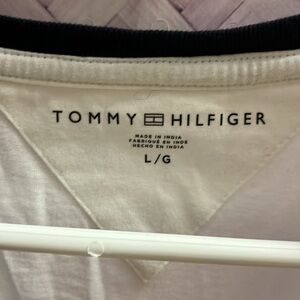 TOMMY HILFIGER
MADE IN INDIA
FABRIQUÉ EN INDE
HECHO EN INDIA
L/G